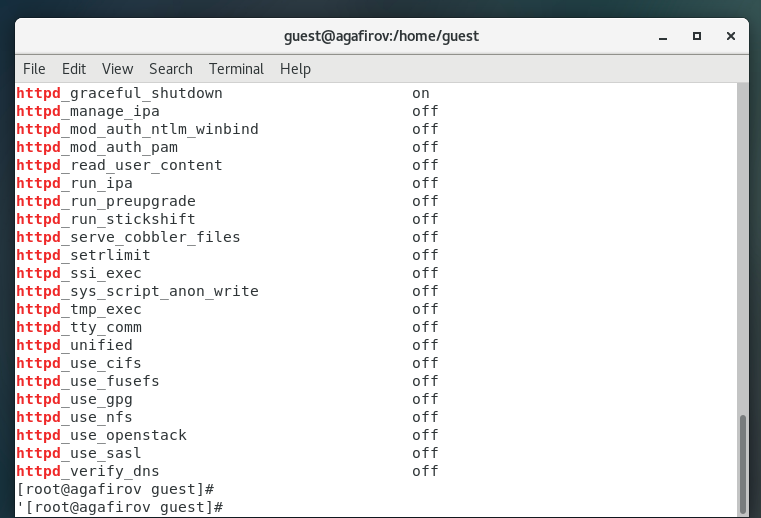 guest@agafirov:/home/guest
File Edit View Search Terminal Help
httpd_graceful_shutdown on
httpd_manage_ipa off
httpd_mod_auth_ntlm_winbind off
httpd_mod_auth_pam off
httpd_read_user_content off
httpd_run_ipa off
httpd_run_preupgrade off
httpd_run_stickshift off
httpd_serve_cobbler_files off
httpd_setrlimit off
httpd_ssi_exec off
httpd_sys_script_anon_write off
httpd_tmp_exec off
httpd_tty_comm off
httpd_unified off
httpd_use_cifs off
httpd_use_fusefs off
httpd_use_gpg off
httpd_use_nfs off
httpd_use_openstack off
httpd_use_sasl off
httpd_verify_dns off
[root@agafirov guest]#
'[root@agafirov guest]#